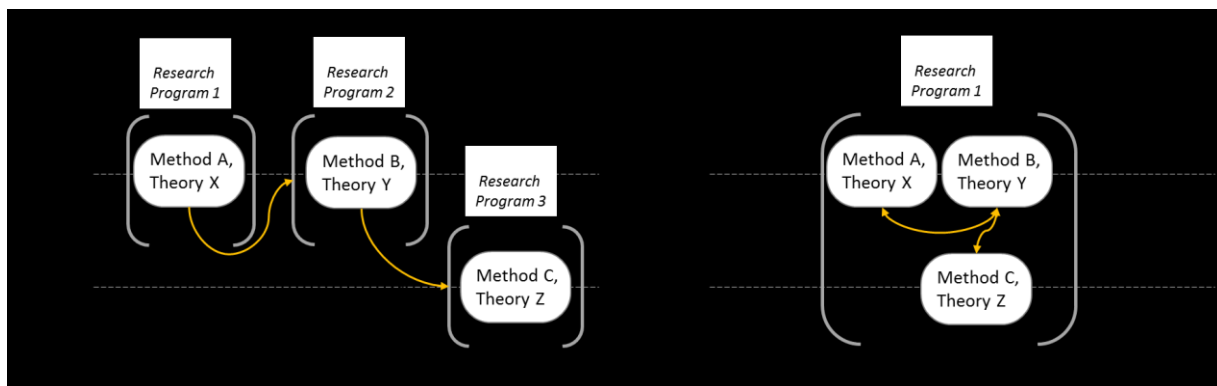 Research
Program 1
Method A,
Theory X
Research
Program 2
Method B,
Theory Y
Research
Program 3
Method C,
Theory Z
Research
Program 1
Method A,
Theory X
Method B,
Theory Y
Method C,
Theory Z